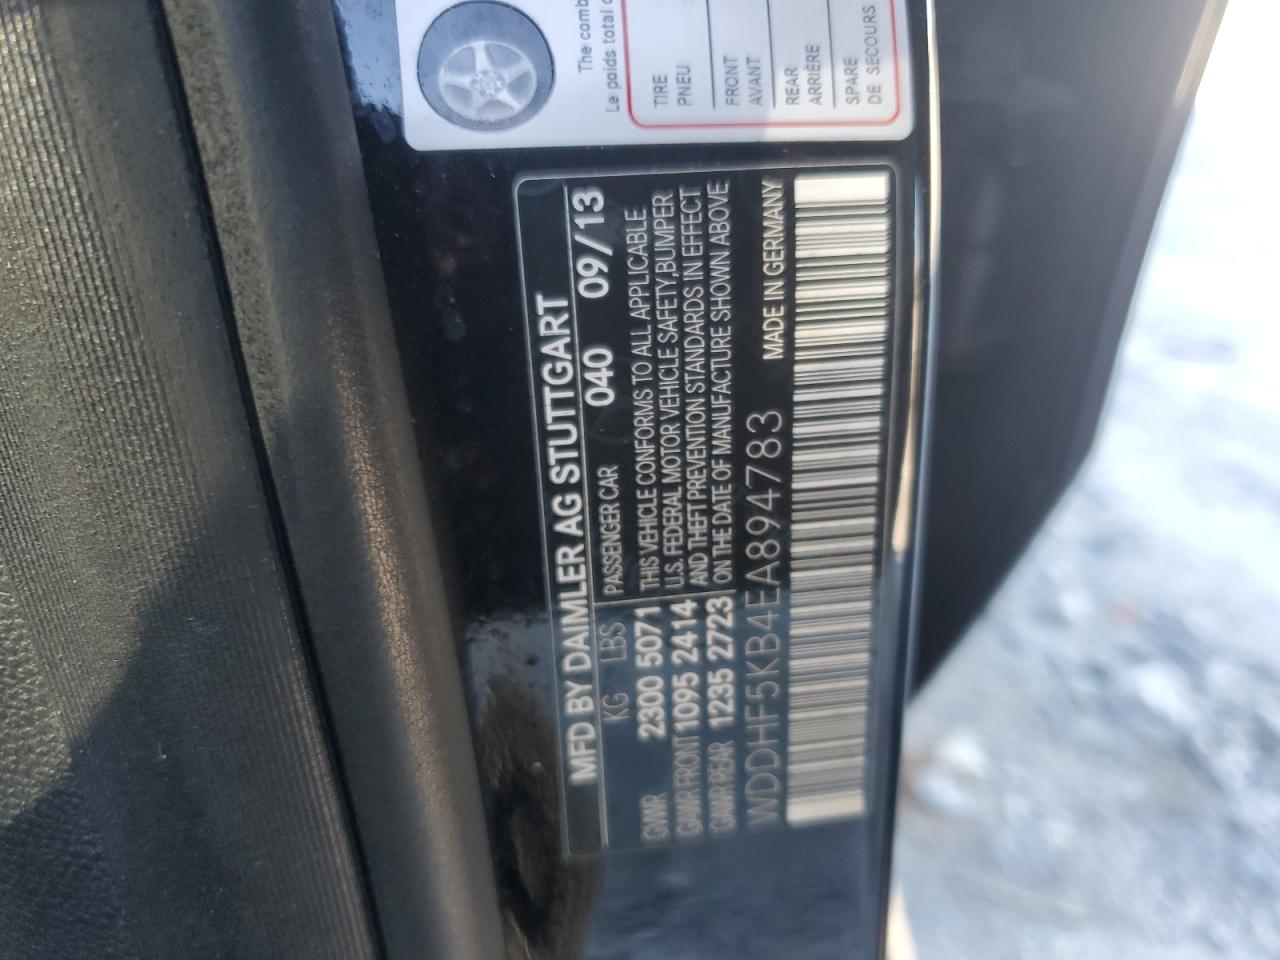 The comb
Le poids total c
TIRE
PNEU
FRONT
AVANT
REAR
ARRIÈRE
SPARE
DE SECOURS
MFD BY DAIMLER AG STUTTGART
KG LBS PASSENGER CAR 040 09/13
GVWR 2300 5071
GAWR FRONT 1095 2414
GAWR REAR 1235 2723
THIS VEHICLE CONFORMS TO ALL APPLICABLE
U.S. FEDERAL MOTOR VEHICLE SAFETY,BUMPER
AND THEFT PREVENTION STANDARDS IN EFFECT
ON THE DATE OF MANUFACTURE SHOWN ABOVE
WDDHF5KB4EA894783 MADE IN GERMANY